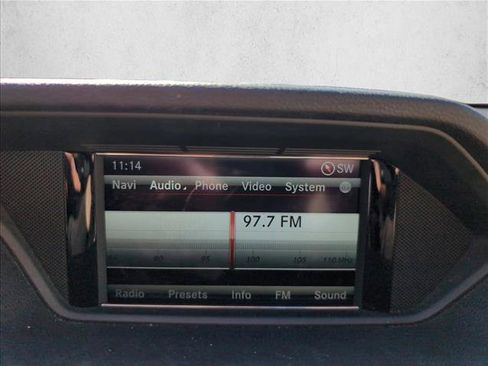 11:14 SW
Navi Audio Phone Video System
97.7 FM
90 95 100 105 110 MHz
Radio Presets Info FM Sound